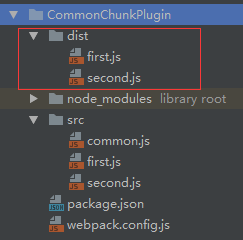 CommonChunkPlugin
dist
first.js
second.js
node_modules library root
src
common.js
first.js
second.js
package.json
webpack.config.js